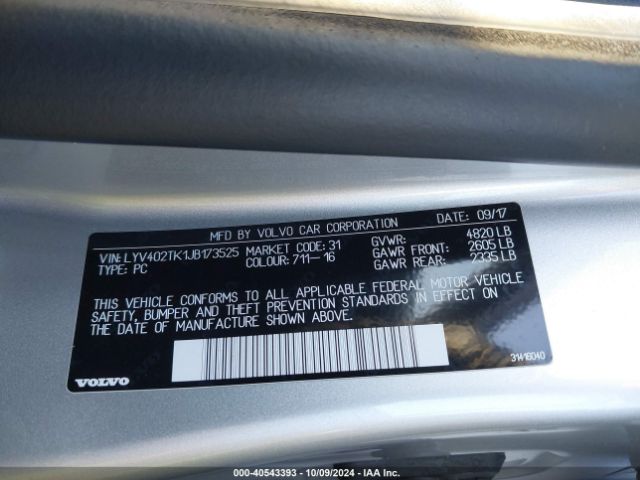 MFD BY VOLVO CAR CORPORATION DATE: 09/17
VIN: LYV402TK1JB173525 MARKET CODE: 31 GVWR: 4820 LB
TYPE: PC COLOUR: 711-16 GAWR FRONT: 2605 LB
GAWR REAR: 2335 LB
THIS VEHICLE CONFORMS TO ALL APPLICABLE FEDERAL MOTOR VEHICLE
SAFETY, BUMPER AND THEFT PREVENTION STANDARDS IN EFFECT ON
THE DATE OF MANUFACTURE SHOWN ABOVE.
31416040
VOLVO
000-40543393 - 10/09/2024 - IAA Inc.